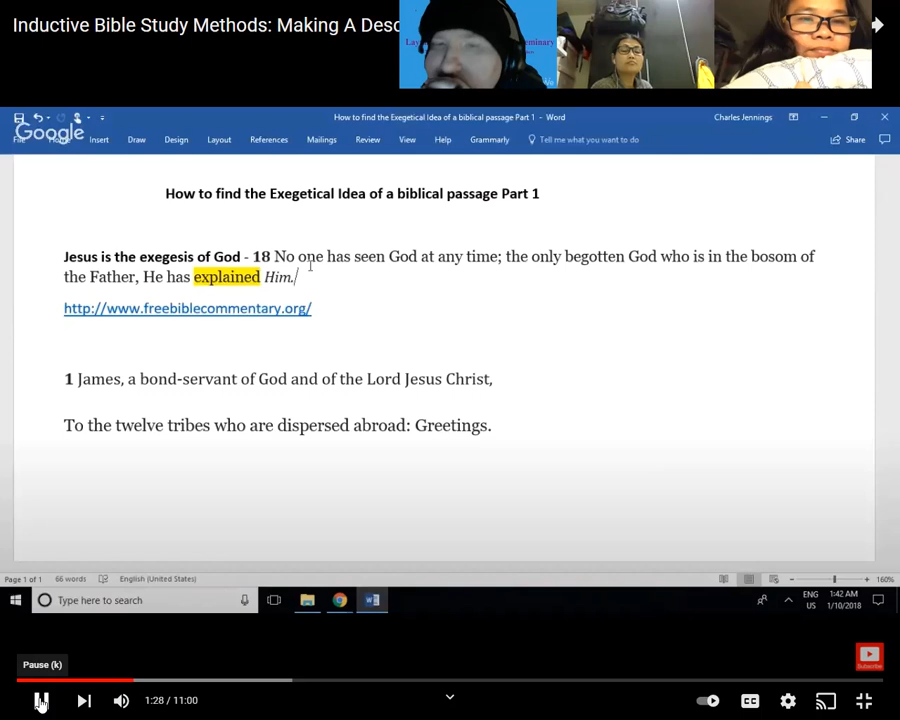 Inductive Bible Study Methods: Making A Desc
How to find the Exegetical Idea of a biblical passage Part 1 - Word
Charles Jennings
Google
File
Insert
Draw
Design
Layout
References
Mailings
Review
View
Help
Grammarly
Tell me what you want to do
Share
How to find the Exegetical Idea of a biblical passage Part 1
Jesus is the exegesis of God - 18 No one has seen God at any time; the only begotten God who is in the bosom of
the Father, He has explained Him.
http://www.freebiblecommentary.org/
1 James, a bond-servant of God and of the Lord Jesus Christ,
To the twelve tribes who are dispersed abroad: Greetings.
Page 1 of 1
66 words
English (United States)
160%
Type here to search
ENG
US
1:42 AM
1/10/2018
Subscribe
Pause (k)
1:28 / 11:00
CC